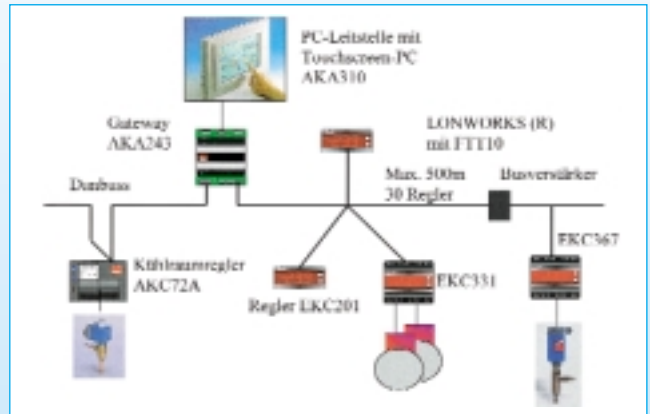 PC-Leitstelle mit
Touchscreen-PC
AKA310
Gateway
AKA243
LONWORKS (R)
mit FTT10
Danbuss
Max. 500m
30 Regler
Busverstärker
EKC367
Kühlraumregler
AKC72A
Regler EKC201
EKC331